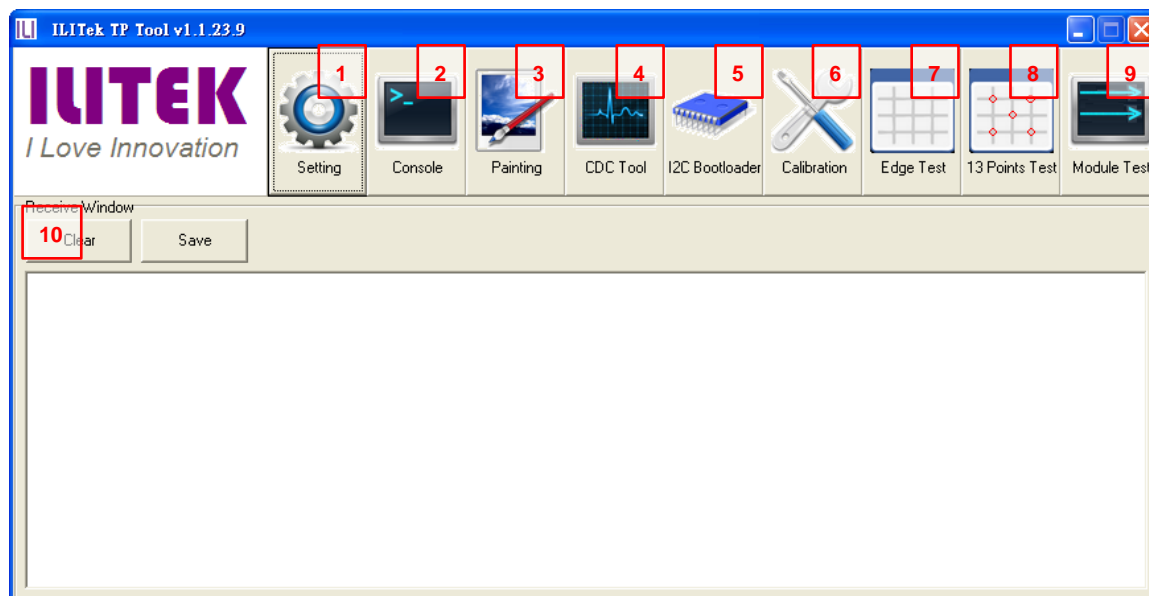 ILITek TP Tool v1.1.23.9
ILITEK
I Love Innovation
1 2 3 4 5 6 7 8 9
>_
Setting Console Painting CDC Tool I2C Bootloader Calibration Edge Test 13 Points Test Module Test
Receive Window
10 Clear Save